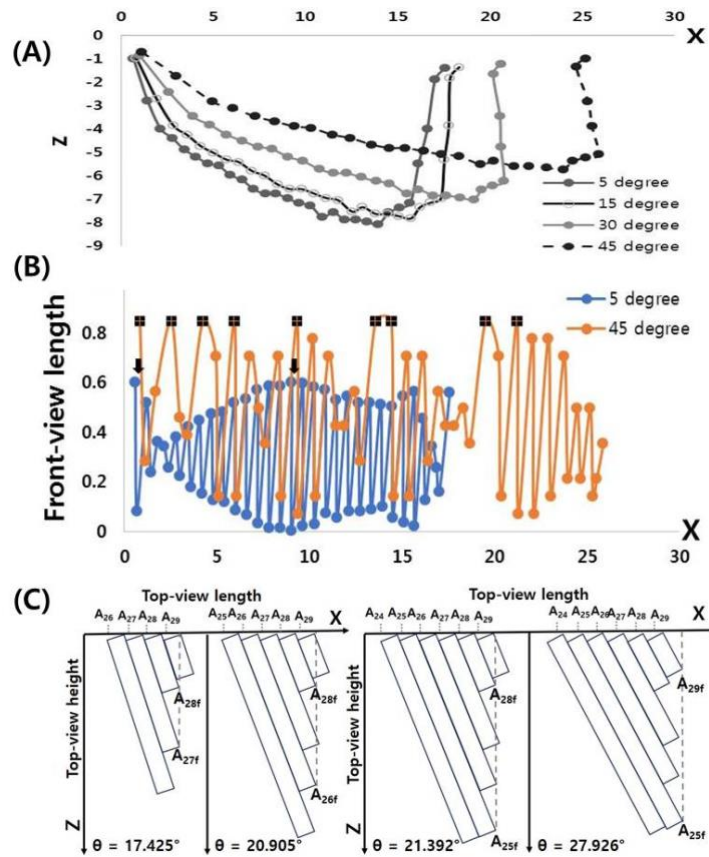 0 5 10 15 20 25 30
X
(A)
0
-1
-2
-3
-4
-5
-6
-7
-8
-9
Z
5 degree
15 degree
30 degree
45 degree
(B)
Front-view length
0.8
0.6
0.4
0.2
0
5 degree
45 degree
X
0 5 10 15 20 25 30
(C)
Top-view length Top-view length
A26 A27 A28 A29 A25 A26 A27 A28 A29 X A24 A25 A26 A27 A28 A29 A24 A25 A26 A27 A28 A29 X
Top-view height Top-view height
A28f A28f A28f A29f
A27f A26f
A25f A25f
Z θ = 17.425° θ = 20.905° Z θ = 21.392° θ = 27.926°